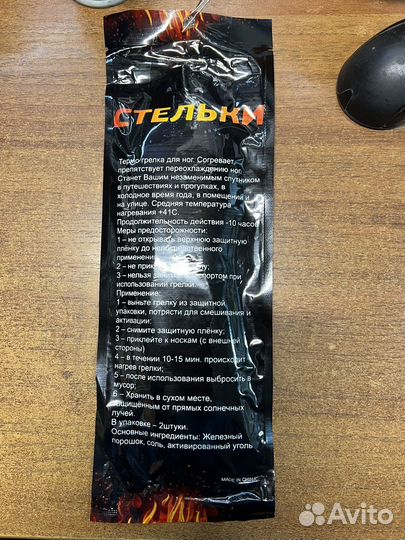 СТЕЛЬКИ
Термо грелка для ног. Согревает,
препятствует переохлаждению ног.
Станет Вашим незаменимым спутником
в путешествиях и прогулках, в
холодное время года, в помещений и
на улице. Средняя температура
нагревания +41С.
Продолжительность действия -10 часов
Меры предосторожности:
1 – не открывать верхнюю защитную
плёнку до непосредственного
применения
2 – не
3 – нельзя при
использовании грелки.
Применение:
1 – выньте грелку из защитной
упаковки, потрясти для смешивания и
активации:
2 – снимите защитную плёнку;
3 – приклейте к носкам (с внешней
стороны)
4 – в течении 10-15 мин. происходит
нагрев грелки;
5 – после использования выбросить в
мусор;
6 – Хранить в сухом месте,
защищённом от прямых солнечных
лучей.
В упаковке – 2штуки.
Основные ингредиенты: Железный
порошок, соль, активированный уголь
MADE IN CHINA
Avito